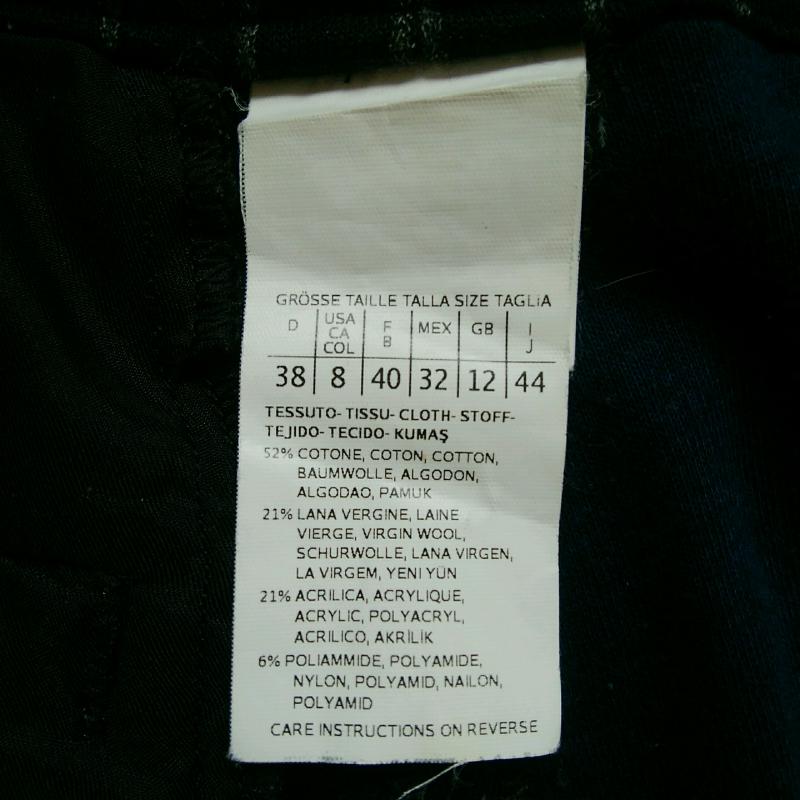 GRÖSSE TAILLE TALLA SIZE TAGLIA
D USA CA COL F B MEX GB I J
38 8 40 32 12 44
TESSUTO- TISSU- CLOTH- STOFF-
TEJIDO- TECIDO- KUMAŞ
52% COTONE, COTON, COTTON,
BAUMWOLLE, ALGODON,
ALGODAO, PAMUK
21% LANA VERGINE, LAINE
VIERGE, VIRGIN WOOL,
SCHURWOLLE, LANA VIRGEN,
LA VIRGEM, YENI YÜN
21% ACRILICA, ACRYLIQUE,
ACRYLIC, POLYACRYL,
ACRILICO, AKRİLİK
6% POLIAMMIDE, POLYAMIDE,
NYLON, POLYAMID, NAILON,
POLYAMID
CARE INSTRUCTIONS ON REVERSE